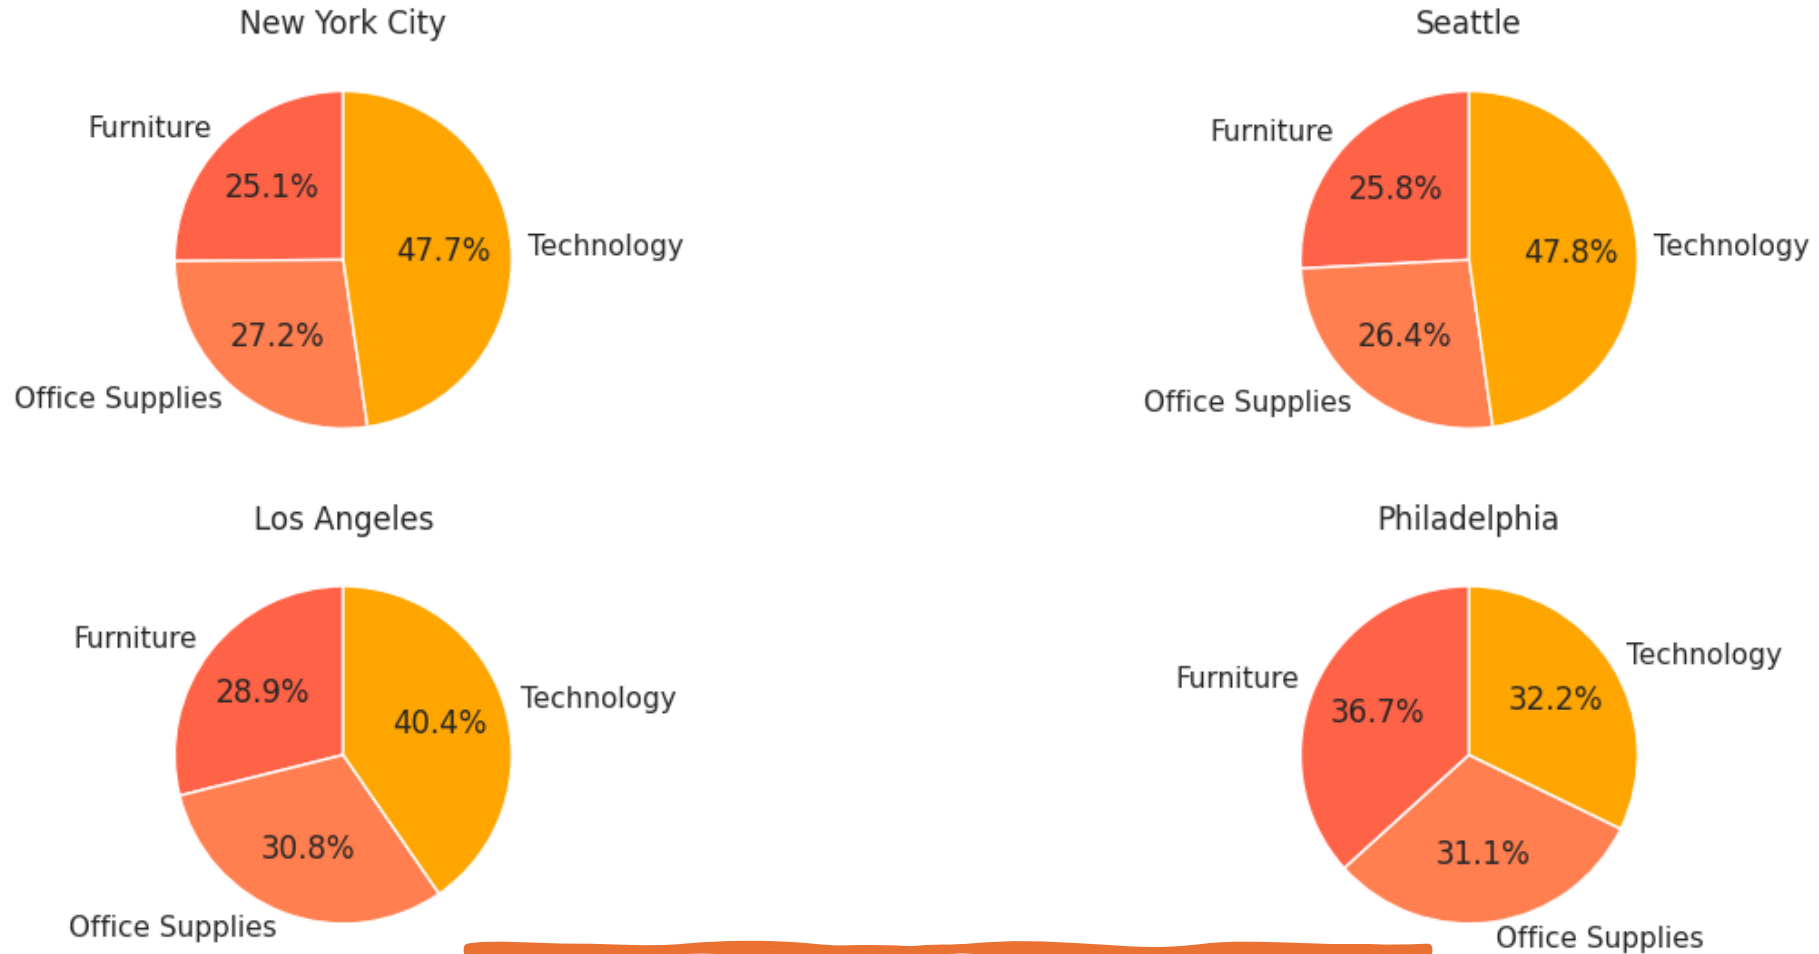 New York City
Furniture
25.1%
47.7%
Technology
27.2%
Office Supplies
Seattle
Furniture
25.8%
47.8%
Technology
26.4%
Office Supplies
Los Angeles
Furniture
28.9%
40.4%
Technology
30.8%
Office Supplies
Philadelphia
Technology
Furniture
32.2%
36.7%
31.1%
Office Supplies